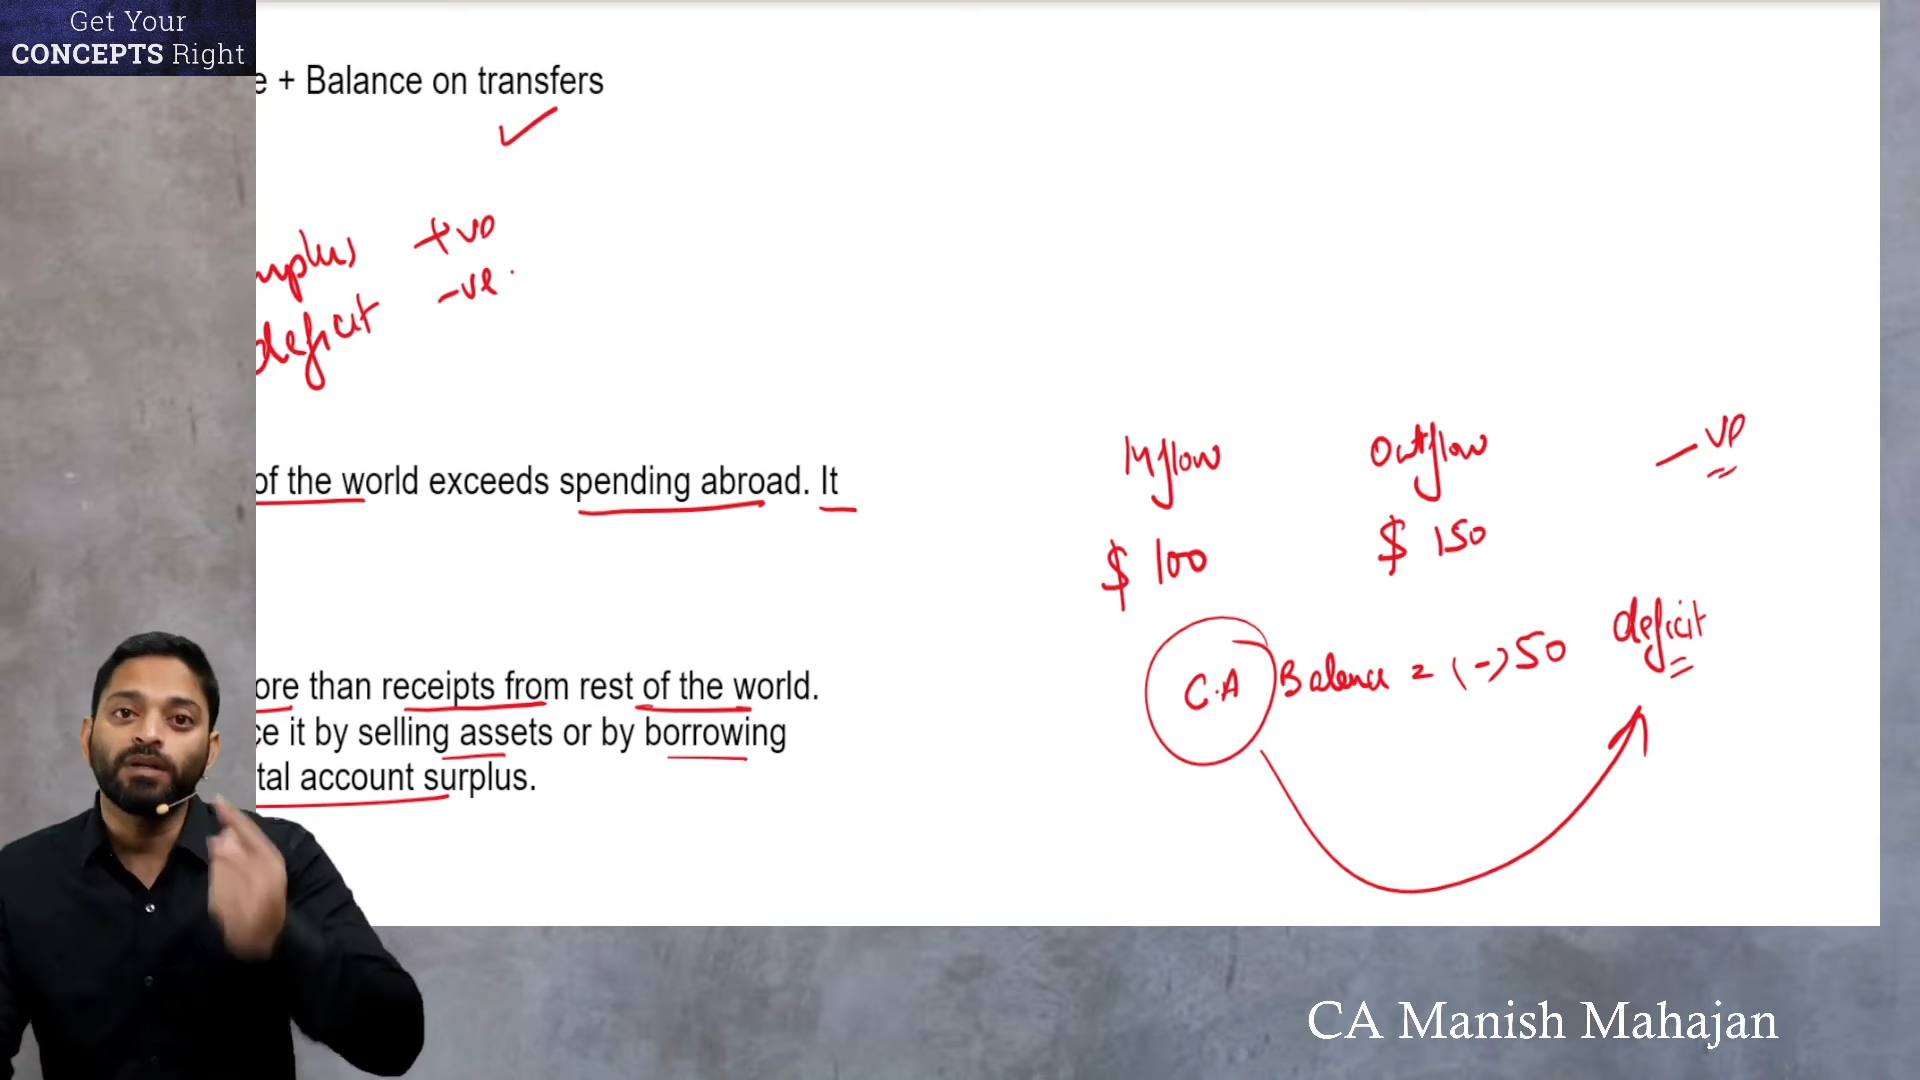 Get Your
CONCEPTS Right
e + Balance on transfers
surplus +ve
deficit -ve
of the world exceeds spending abroad. It
Inflow Outflow -ve
$ 100 $ 150
ore than receipts from rest of the world.
ce it by selling assets or by borrowing
tal account surplus.
C.A Balance = (-) 50 deficit
CA Manish Mahajan